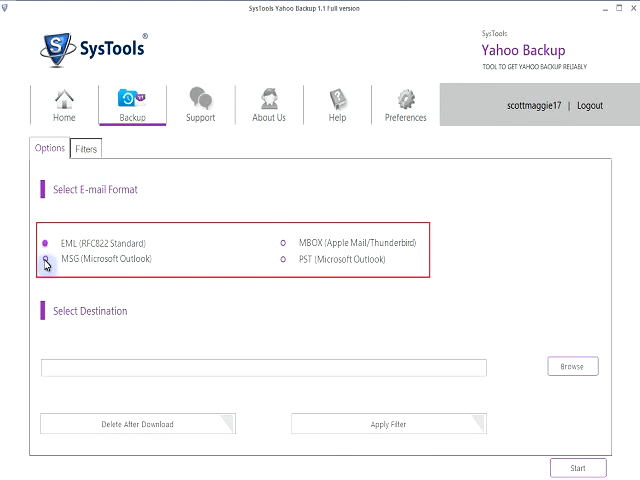 SysTools Yahoo Backup 1.1 Full version
SysTools®
SysTools
Yahoo Backup
TOOL TO GET YAHOO BACKUP RELIABLY
Home
Backup
Support
About Us
Help
Preferences
scottmaggie17 | Logout
Options
Filters
Select E-mail Format
EML (RFC822 Standard)
MBOX (Apple Mail/Thunderbird)
MSG (Microsoft Outlook)
PST (Microsoft Outlook)
Select Destination
Browse
Delete After Download
Apply Filter
Start